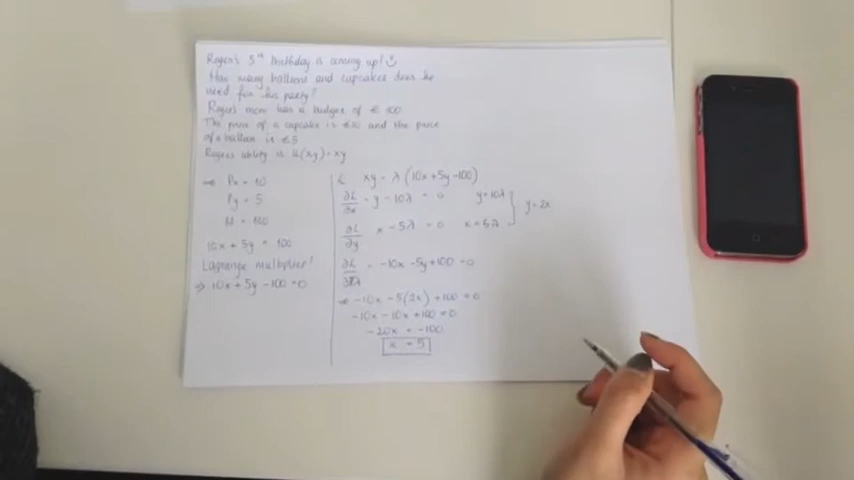 Roger's 5th birthday is coming up! :)
How many balloons and cupcakes does he
need for his party?
Roger's mom has a budget of € 100
The price of a cupcake is €10 and the price
of a balloon is €5
Rogers utility is U(xy) = xy
⇒ Px = 10
Py = 5
M = 100
10x + 5y = 100
Lagrange multiplier!
⇒ 10x + 5y - 100 = 0
L xy - λ (10x + 5y - 100)
∂L/∂x = y - 10λ = 0 y = 10λ
y = 2x
∂L/∂y x - 5λ = 0 x = 5λ
∂L/∂λ = -10x - 5y + 100 = 0
⇒ -10x - 5(2x) + 100 = 0
-10x - 10x + 100 = 0
-20x = -100
x = 5